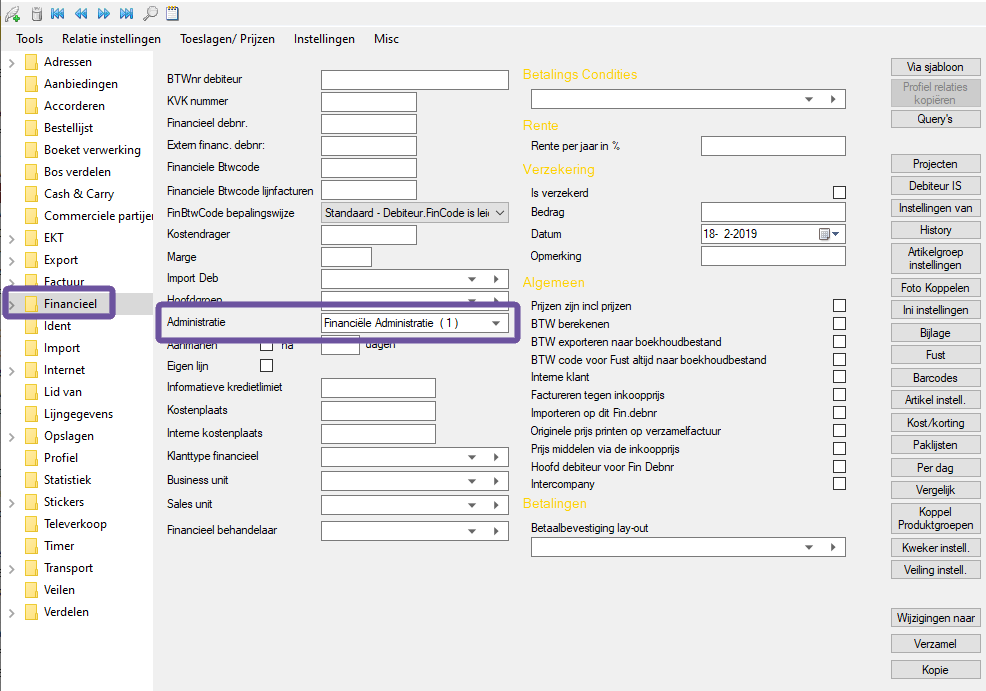 Tools Relatie instellingen Toeslagen/ Prijzen Instellingen Misc
Adressen
Aanbiedingen
Accorderen
Bestellijst
Boeket verwerking
Bos verdelen
Cash & Carry
Commerciele partijen
EKT
Export
Factuur
Financieel
Ident
Import
Internet
Lid van
Lijngegevens
Opslagen
Profiel
Statistiek
Stickers
Televerkoop
Timer
Transport
Veilen
Verdelen
BTWnr debiteur
KVK nummer
Financieel debnr.
Extern financ. debnr:
Financiele Btwcode
Financiele Btwcode lijnfacturen
FinBtwCode bepalingswijze Standaard - Debiteur.FinCode is leid
Kostendrager
Marge
Import Deb
Hoofdgroep
Administratie Financiële Administratie ( 1 )
Aanmanen na dagen
Eigen lijn
Informatieve kredietlimiet
Kostenplaats
Interne kostenplaats
Klanttype financieel
Business unit
Sales unit
Financieel behandelaar
Betalings Condities
Rente
Rente per jaar in %
Verzekering
Is verzekerd
Bedrag
Datum 18- 2-2019
Opmerking
Algemeen
Prijzen zijn incl prijzen
BTW berekenen
BTW exporteren naar boekhoudbestand
BTW code voor Fust altijd naar boekhoudbestand
Interne klant
Factureren tegen inkoopprijs
Importeren op dit Fin.debnr
Originele prijs printen op verzamelfactuur
Prijs middelen via de inkoopprijs
Hoofd debiteur voor Fin Debnr
Intercompany
Betalingen
Betaalbevestiging lay-out
Via sjabloon
Profiel relaties
kopiëren
Query's
Projecten
Debiteur IS
Instellingen van
History
Artikelgroep
instellingen
Foto Koppelen
Ini instellingen
Bijlage
Fust
Barcodes
Artikel instell.
Kost/korting
Paklijsten
Per dag
Vergelijk
Koppel
Produktgroepen
Kweker instell.
Veiling instell.
Wijzigingen naar
Verzamel
Kopie